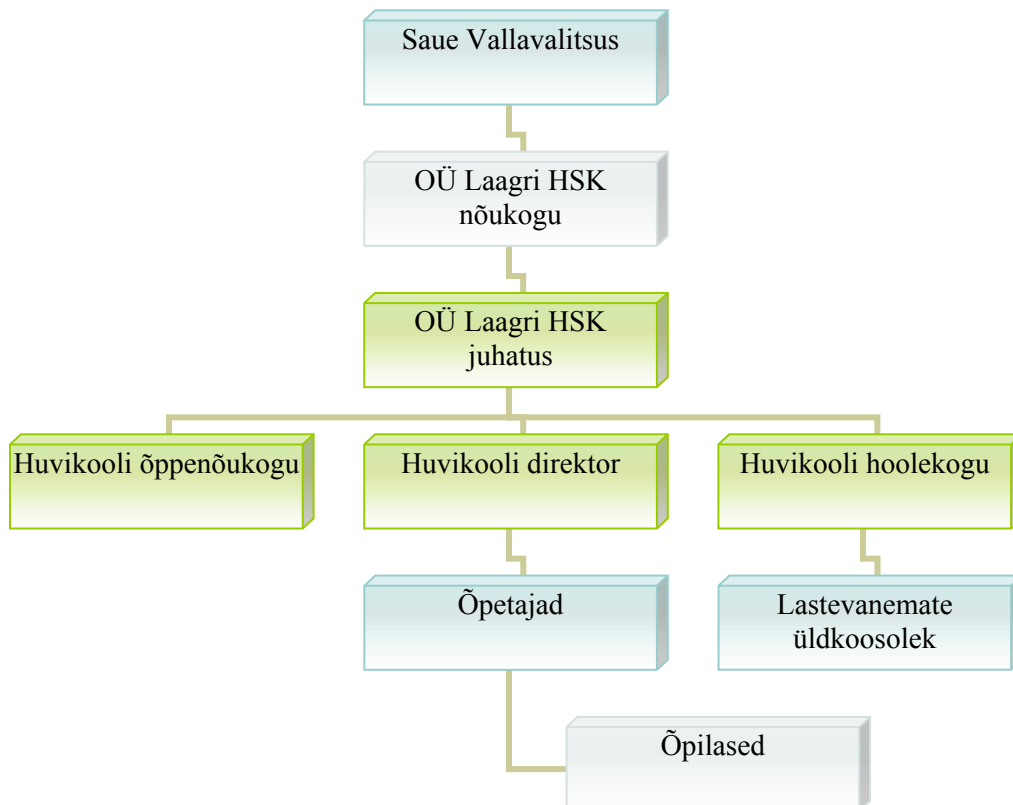 Saue Vallavalitsus
OÜ Laagri HSK
nõukogu
OÜ Laagri HSK
juhatus
Huvikooli õppenõukogu
Huvikooli direktor
Huvikooli hoolekogu
Õpetajad
Lastevanemate
üldkoosolek
Õpilased